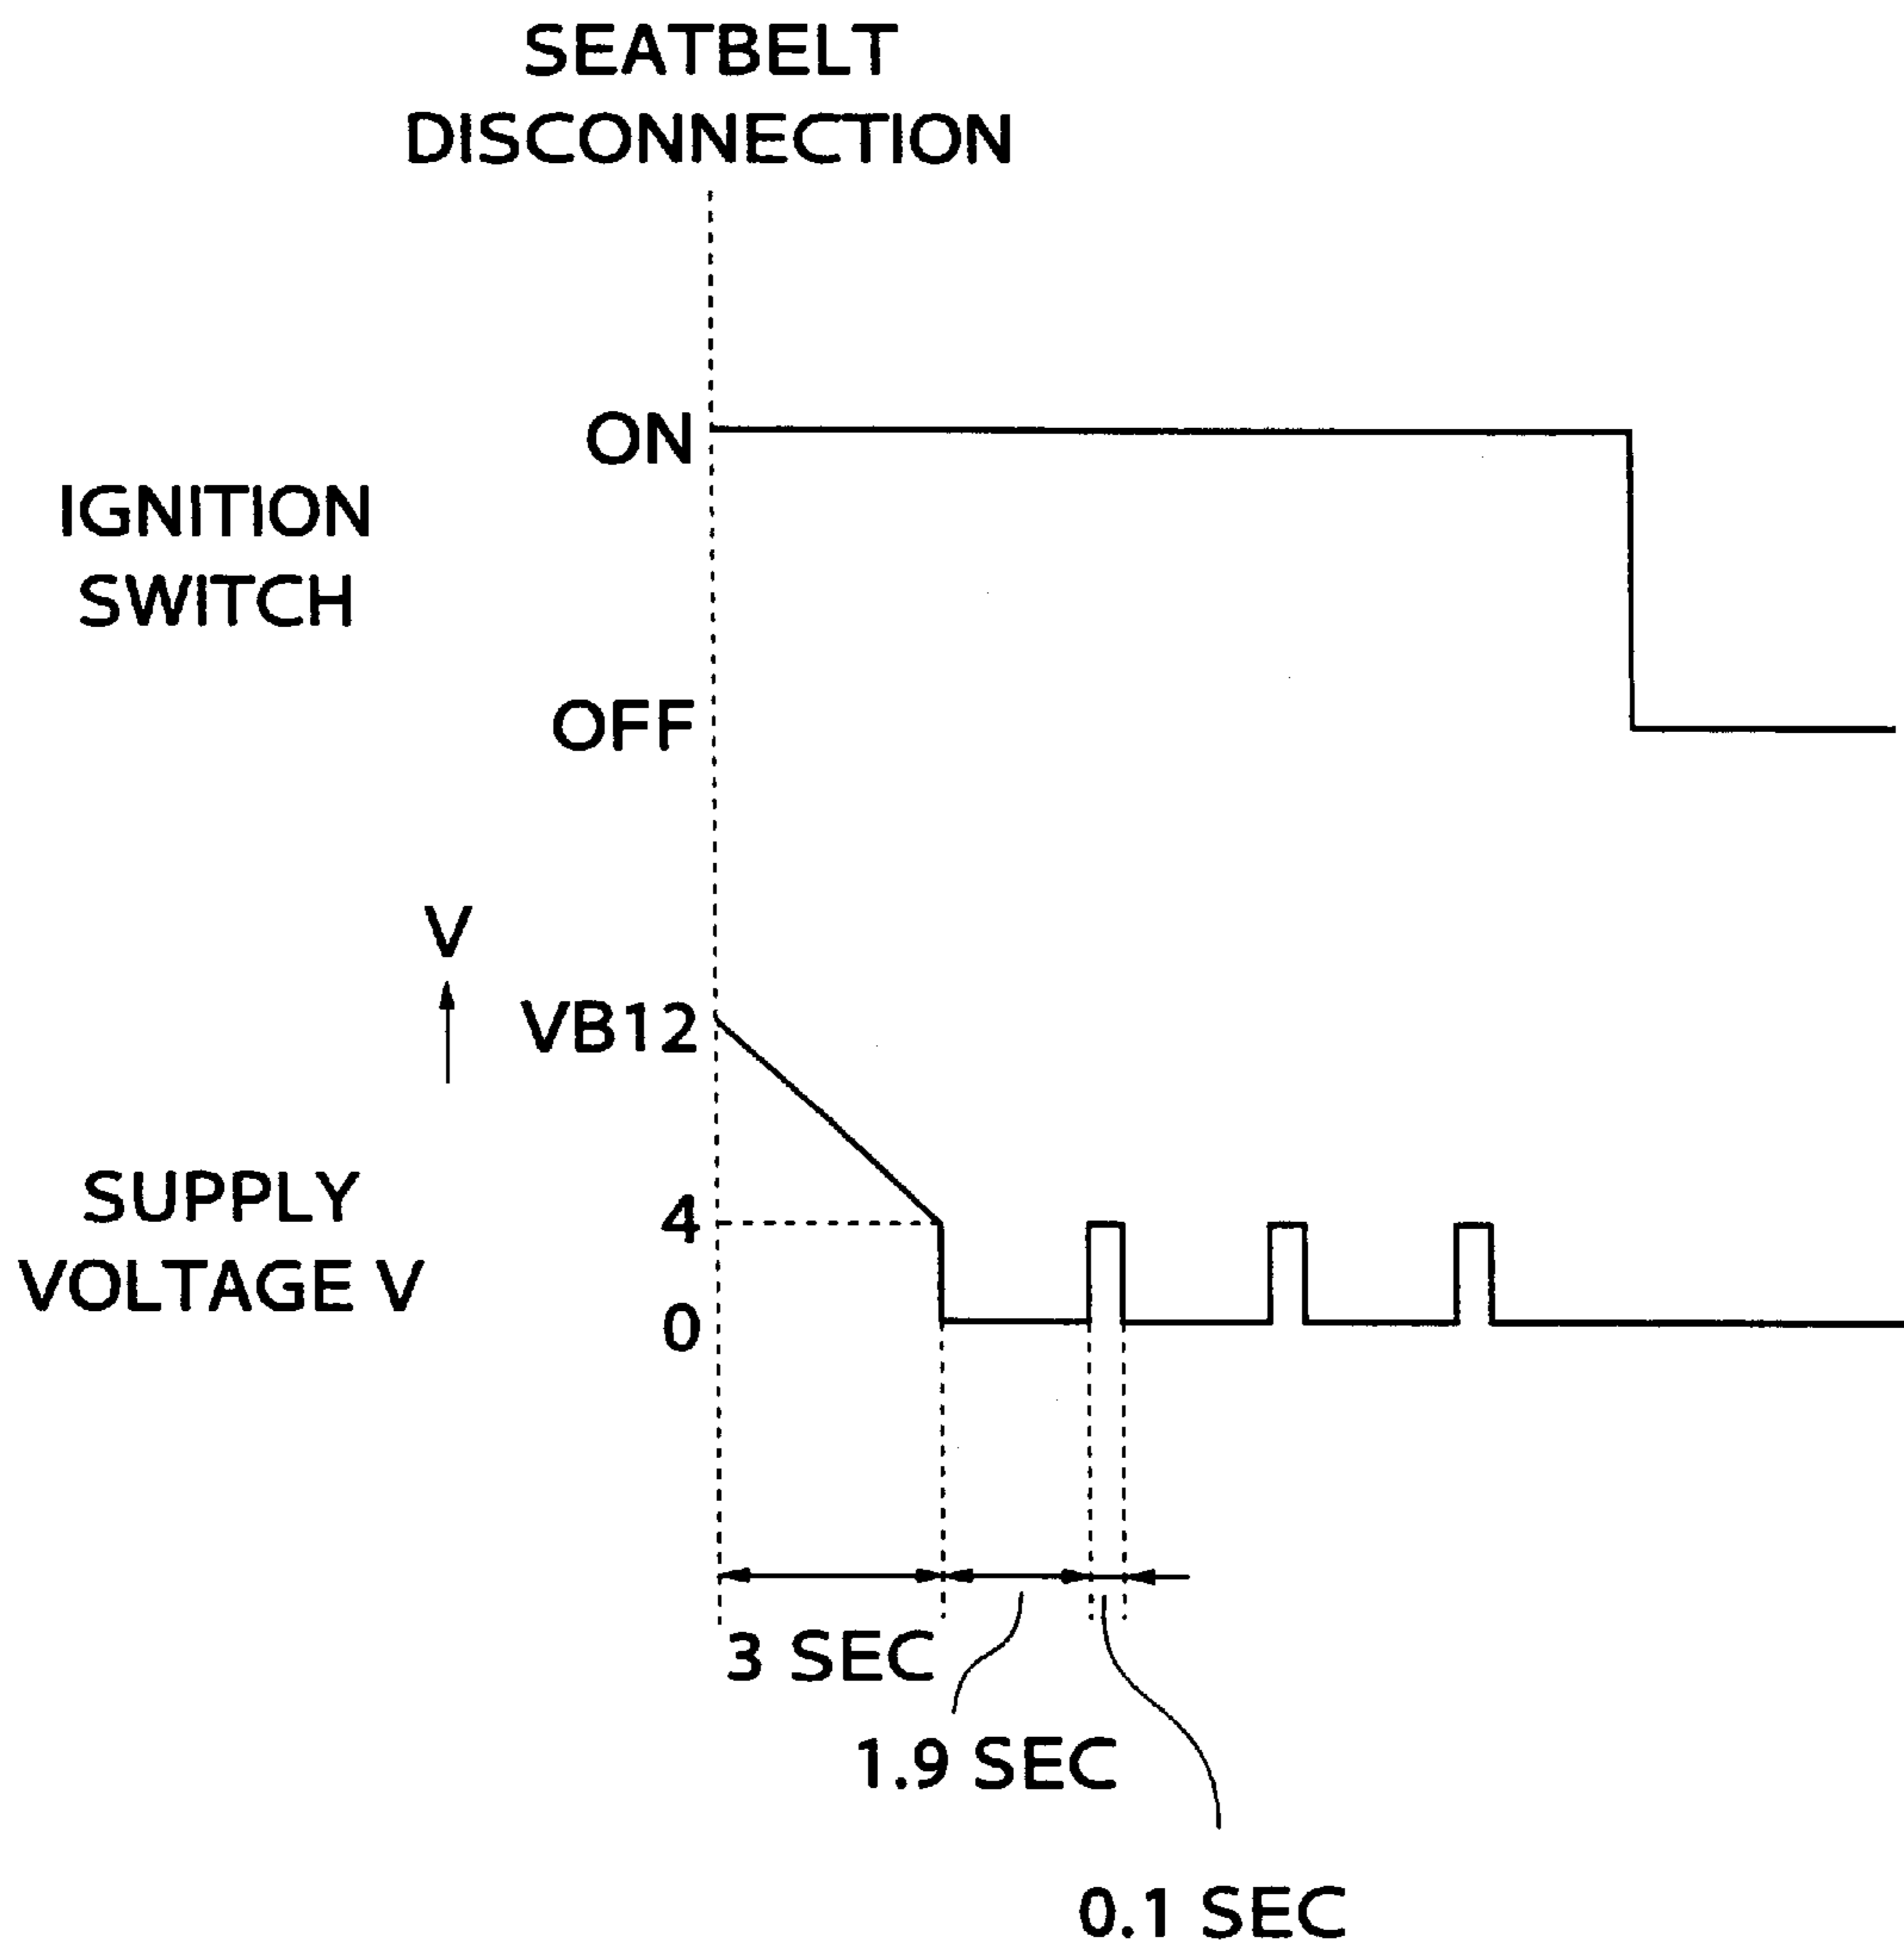 SEATBELT
DISCONNECTION
ON
IGNITION
SWITCH
OFF
V
VB12
SUPPLY
VOLTAGE V
4
0
3 SEC
1.9 SEC
0.1 SEC